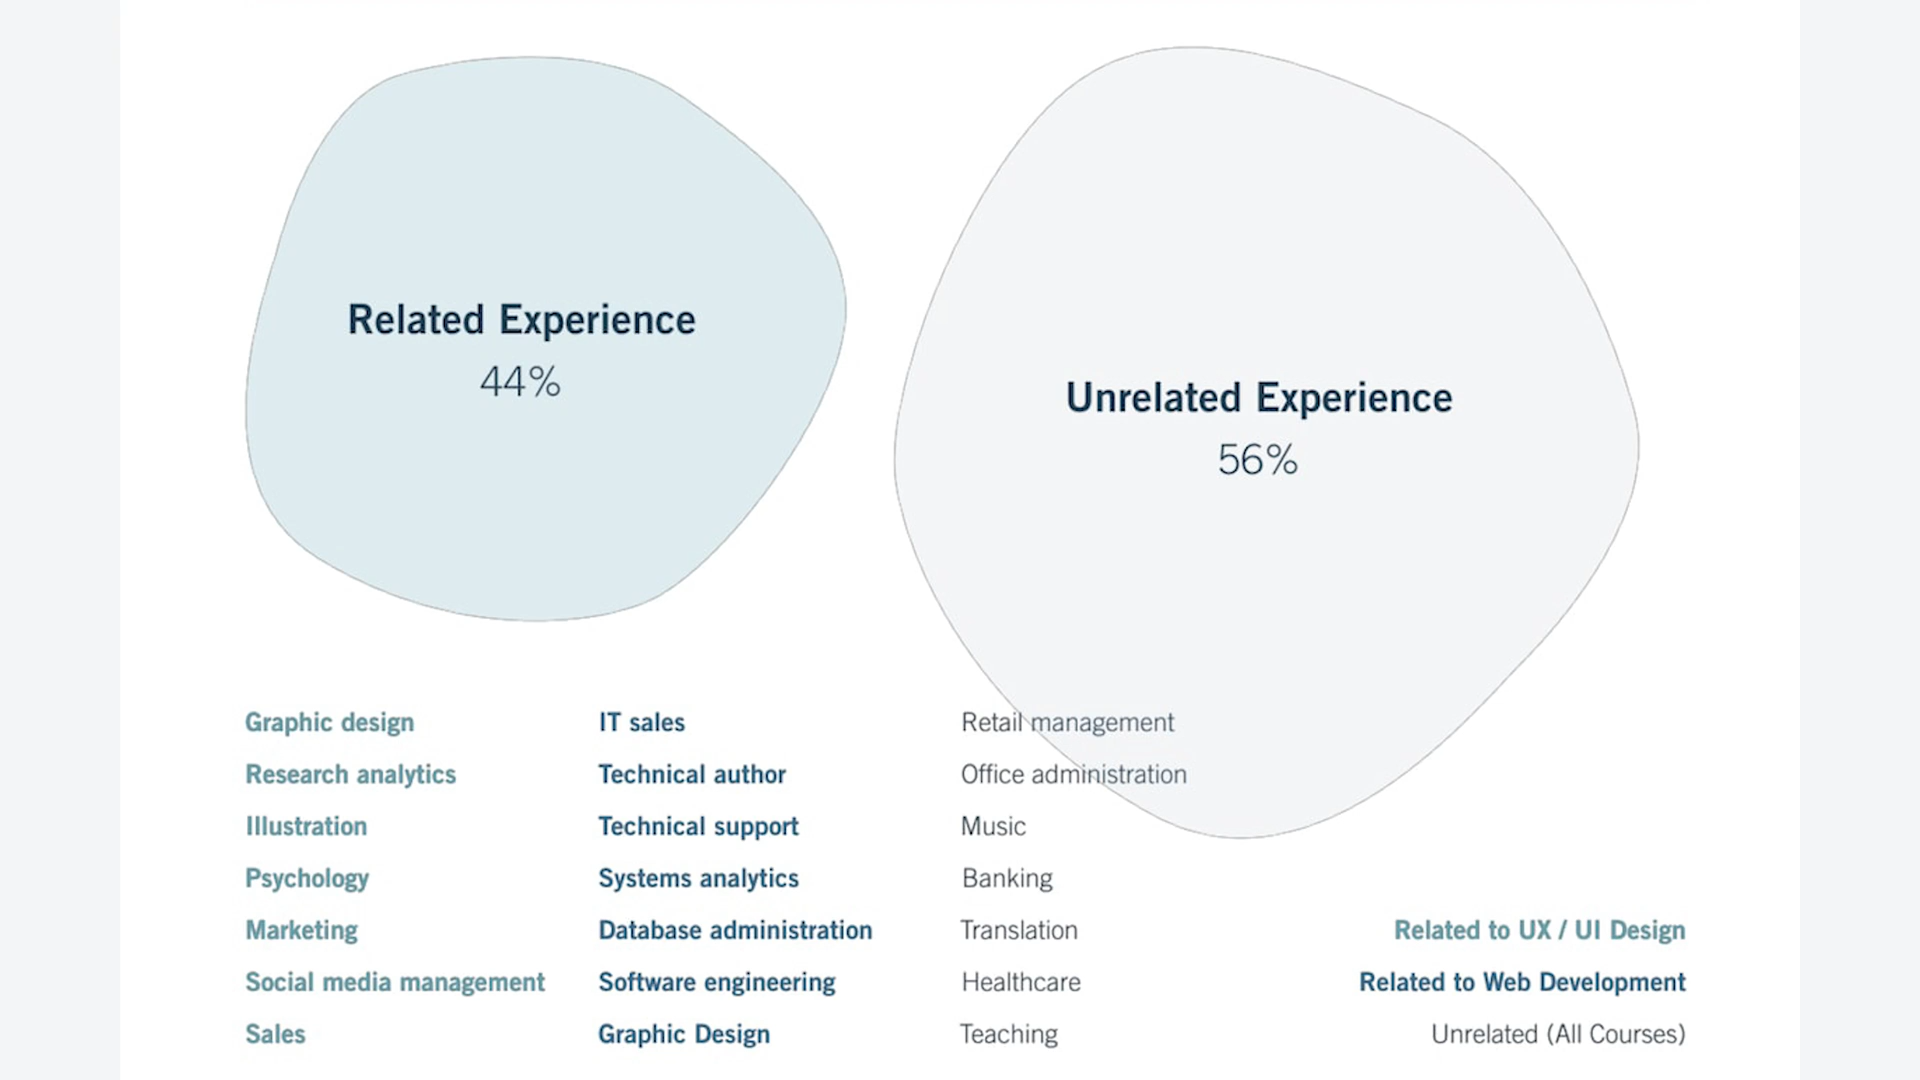 Related Experience
44%
Unrelated Experience
56%
Graphic design
Research analytics
Illustration
Psychology
Marketing
Social media management
Sales
IT sales
Technical author
Technical support
Systems analytics
Database administration
Software engineering
Graphic Design
Retail management
Office administration
Music
Banking
Translation
Healthcare
Teaching
Related to UX / UI Design
Related to Web Development
Unrelated (All Courses)